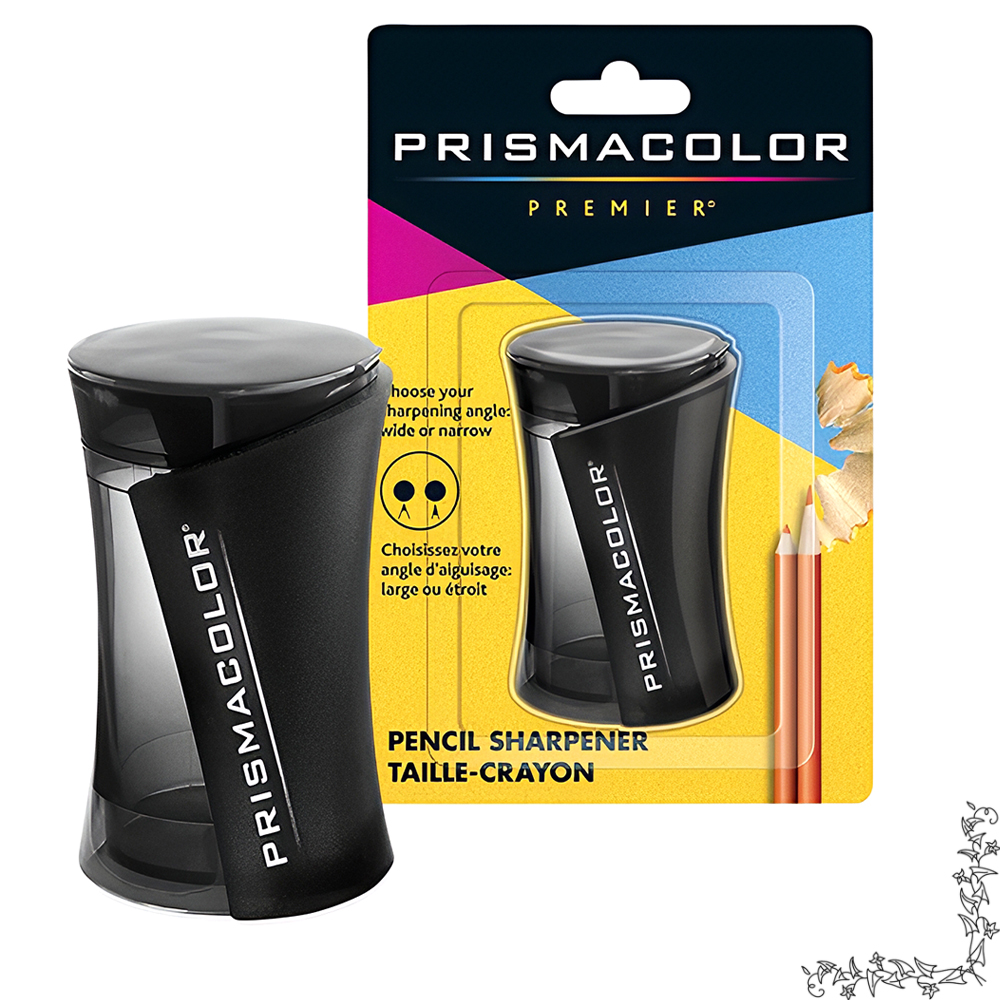 PRISMACOLOR
PREMIER®
hoose your
harpening angle:
wide or narrow
Choisissez votre
angle d'aiguisage:
large ou étroit
PRISMACOLOR
PENCIL SHARPENER
TAILLE-CRAYON
PRISMACOLOR®